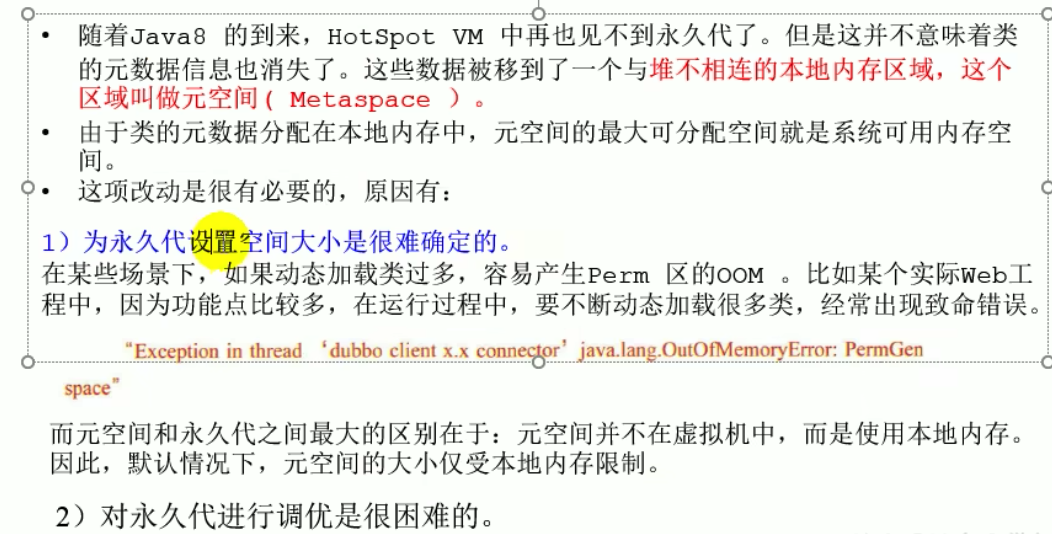 • 随着Java8 的到来，HotSpot VM 中再也见不到永久代了。但是这并不意味着类
的元数据信息也消失了。这些数据被移到了一个与堆不相连的本地内存区域，这个
区域叫做元空间( Metaspace ）。
• 由于类的元数据分配在本地内存中，元空间的最大可分配空间就是系统可用内存空
间。
• 这项改动是很有必要的，原因有：
1）为永久代设置空间大小是很难确定的。
在某些场景下，如果动态加载类过多，容易产生Perm 区的OOM 。比如某个实际Web工
程中，因为功能点比较多，在运行过程中，要不断动态加载很多类，经常出现致命错误。
“Exception in thread ‘dubbo client x.x connector’ java.lang.OutOfMemoryError: PermGen
space”
而元空间和永久代之间最大的区别在于：元空间并不在虚拟机中，而是使用本地内存。
因此，默认情况下，元空间的大小仅受本地内存限制。
2）对永久代进行调优是很困难的。